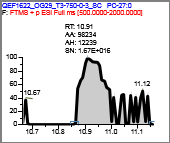 QEF1622_OG29_T3-750-0-3_SC PC-27:0
F: FTMS + p ESI Full ms [500.0000-2000.0000]
RT: 10.91
AA: 98234
AH: 12239
SN: 1.67E+016
100
80
60
40
20
0
10.67
11.12
10.7
10.8
10.9
11.0
11.1